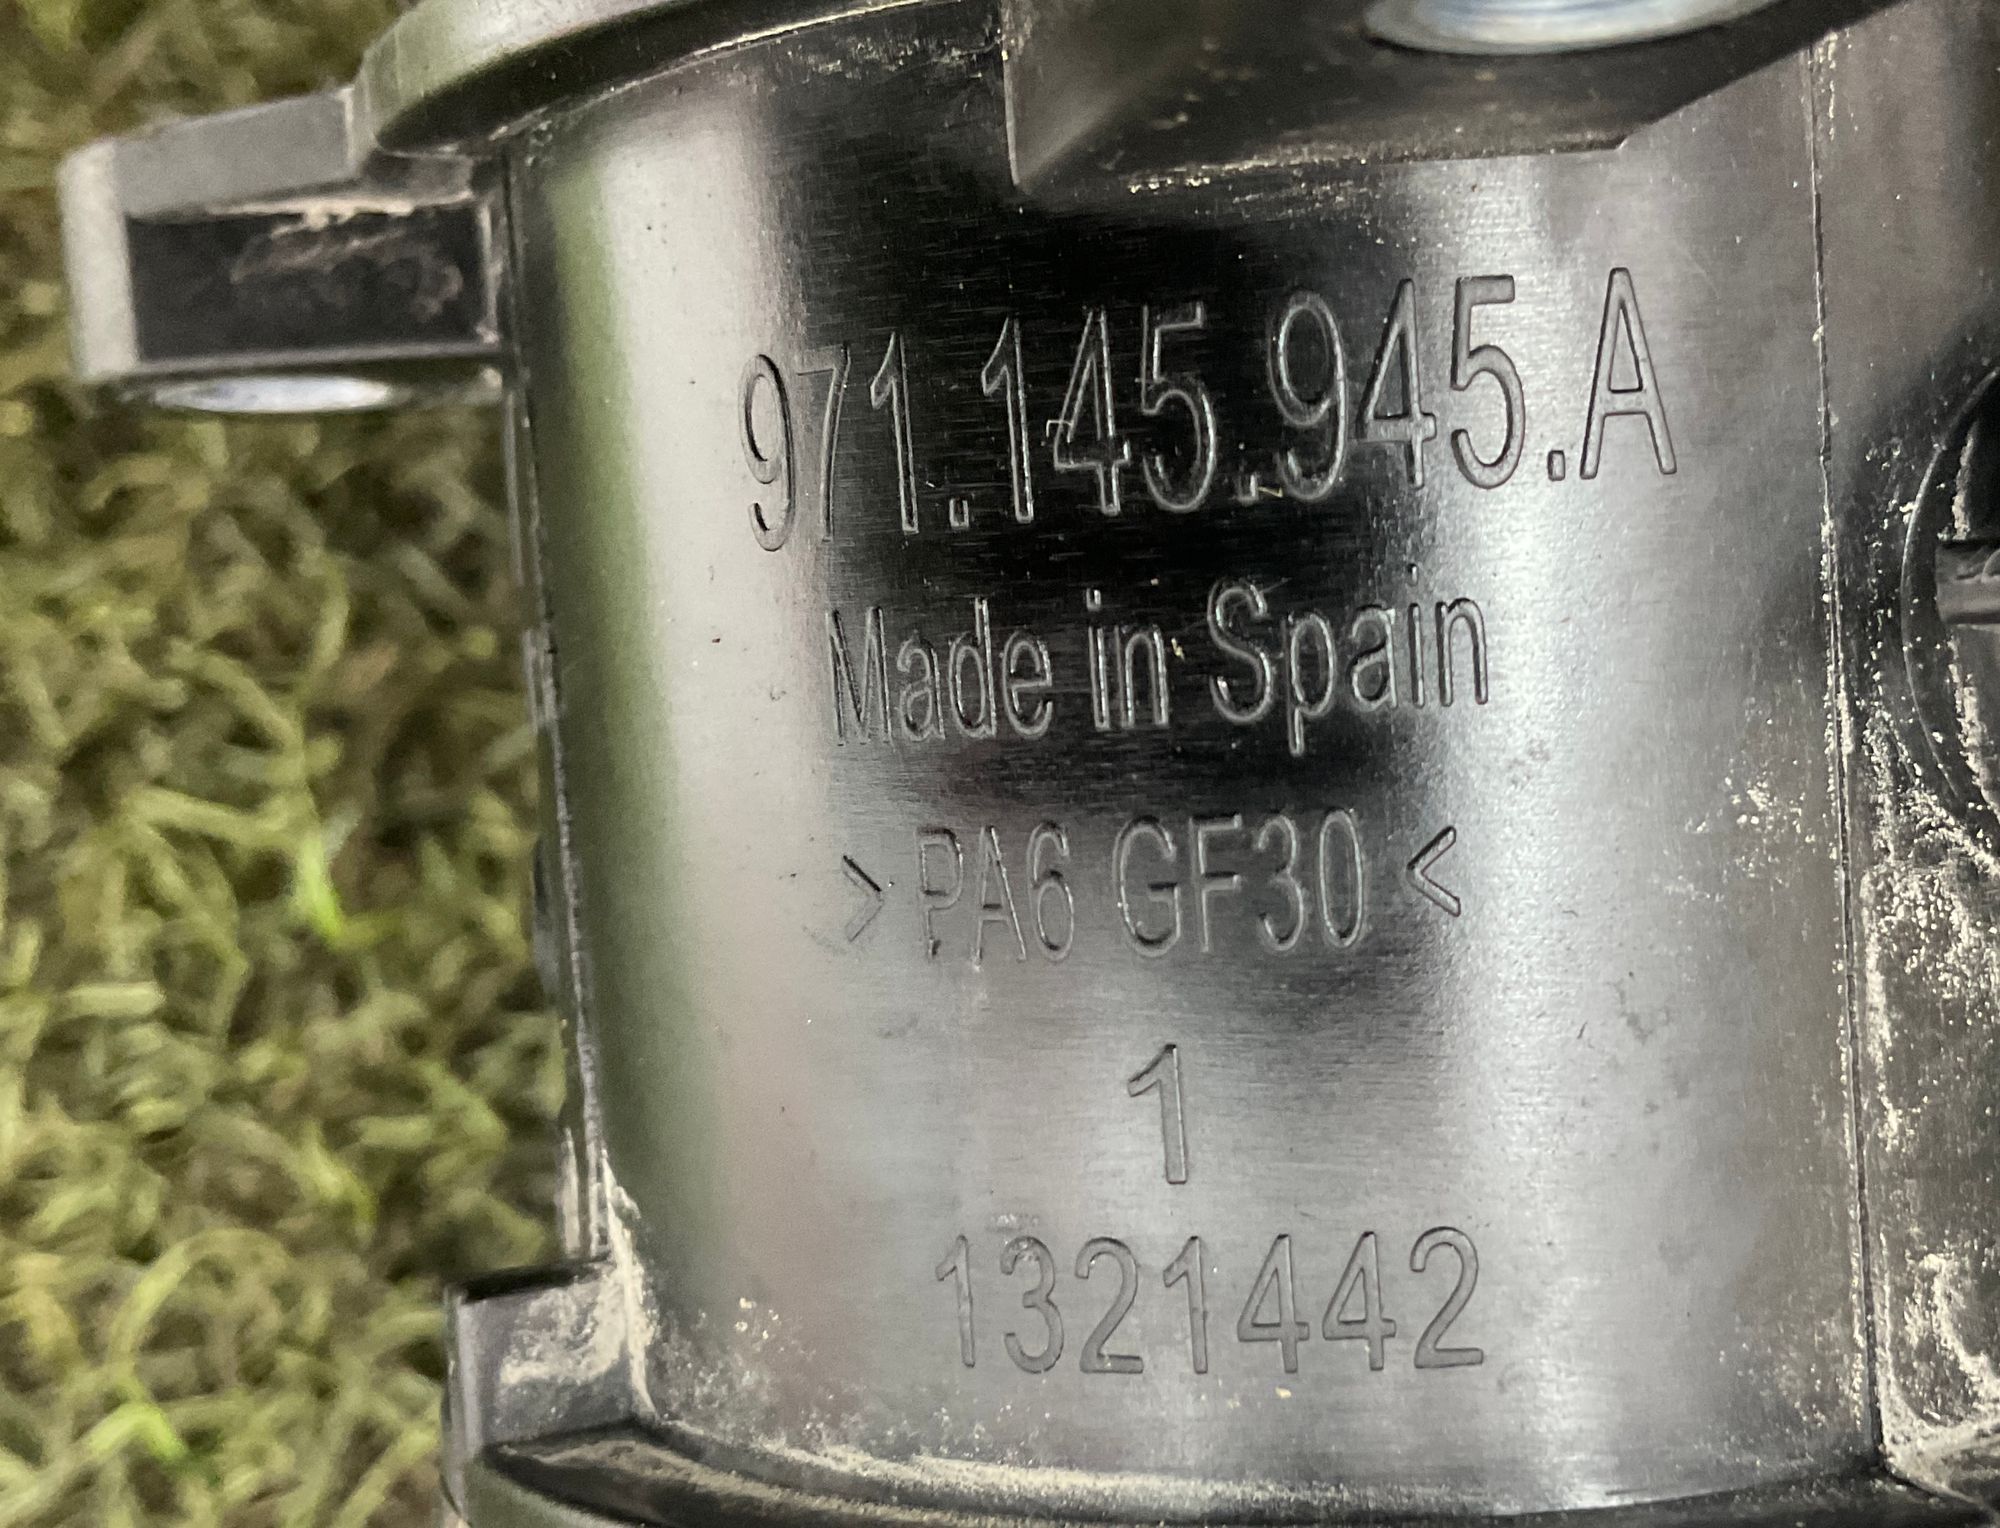 971.145.945.A
Made in Spain
>PA6 GF30<
1
1321442